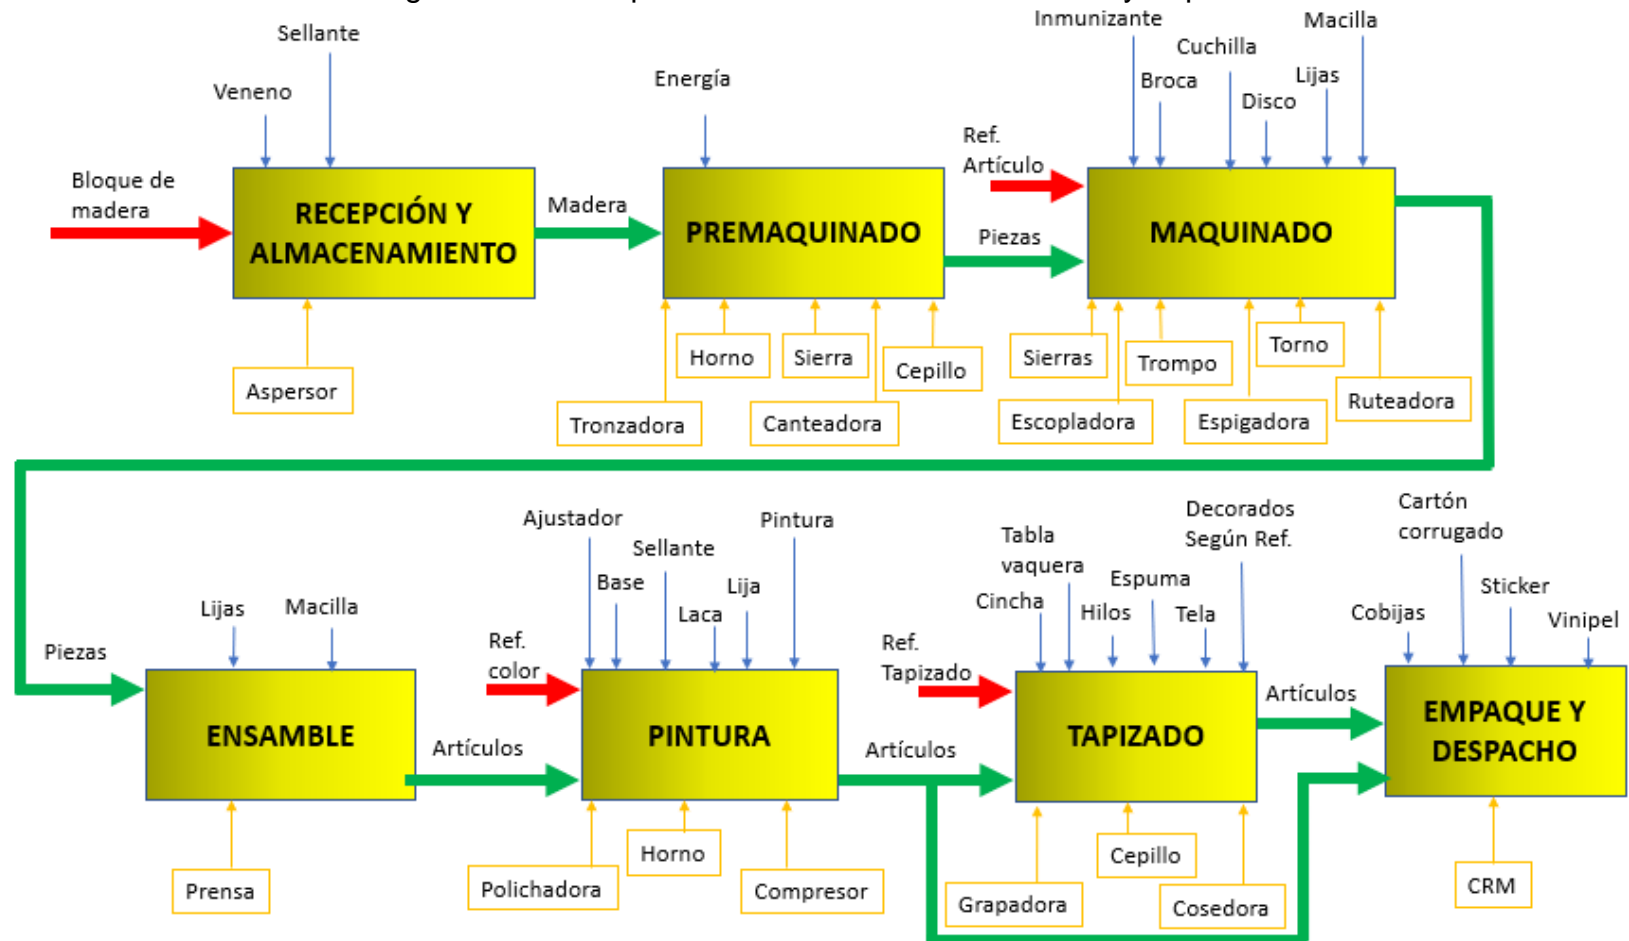 Inmunizante
Macilla
Sellante
Cuchilla
Energía
Lijas
Broca
Veneno
Disco
Ref.
Artículo
Bloque de
madera
RECEPCIÓN Y
ALMACENAMIENTO
Madera
PREMAQUINADO
Piezas
MAQUINADO
Aspersor
Tronzadora
Horno
Sierra
Canteadora
Cepillo
Sierras
Escopladora
Trompo
Espigadora
Torno
Ruteadora
Piezas
Lijas
Macilla
ENSAMBLE
Prensa
Artículos
Ref.
color
Ajustador
Base
Sellante
Laca
Lija
Pintura
PINTURA
Polichadora
Horno
Compresor
Artículos
Ref.
Tapizado
Cincha
Tabla
vaquera
Hilos
Espuma
Tela
Decorados
Según Ref.
TAPIZADO
Grapadora
Cepillo
Cosedora
Artículos
Cobijas
Cartón
corrugado
Sticker
Vinipel
EMPAQUE Y
DESPACHO
CRM